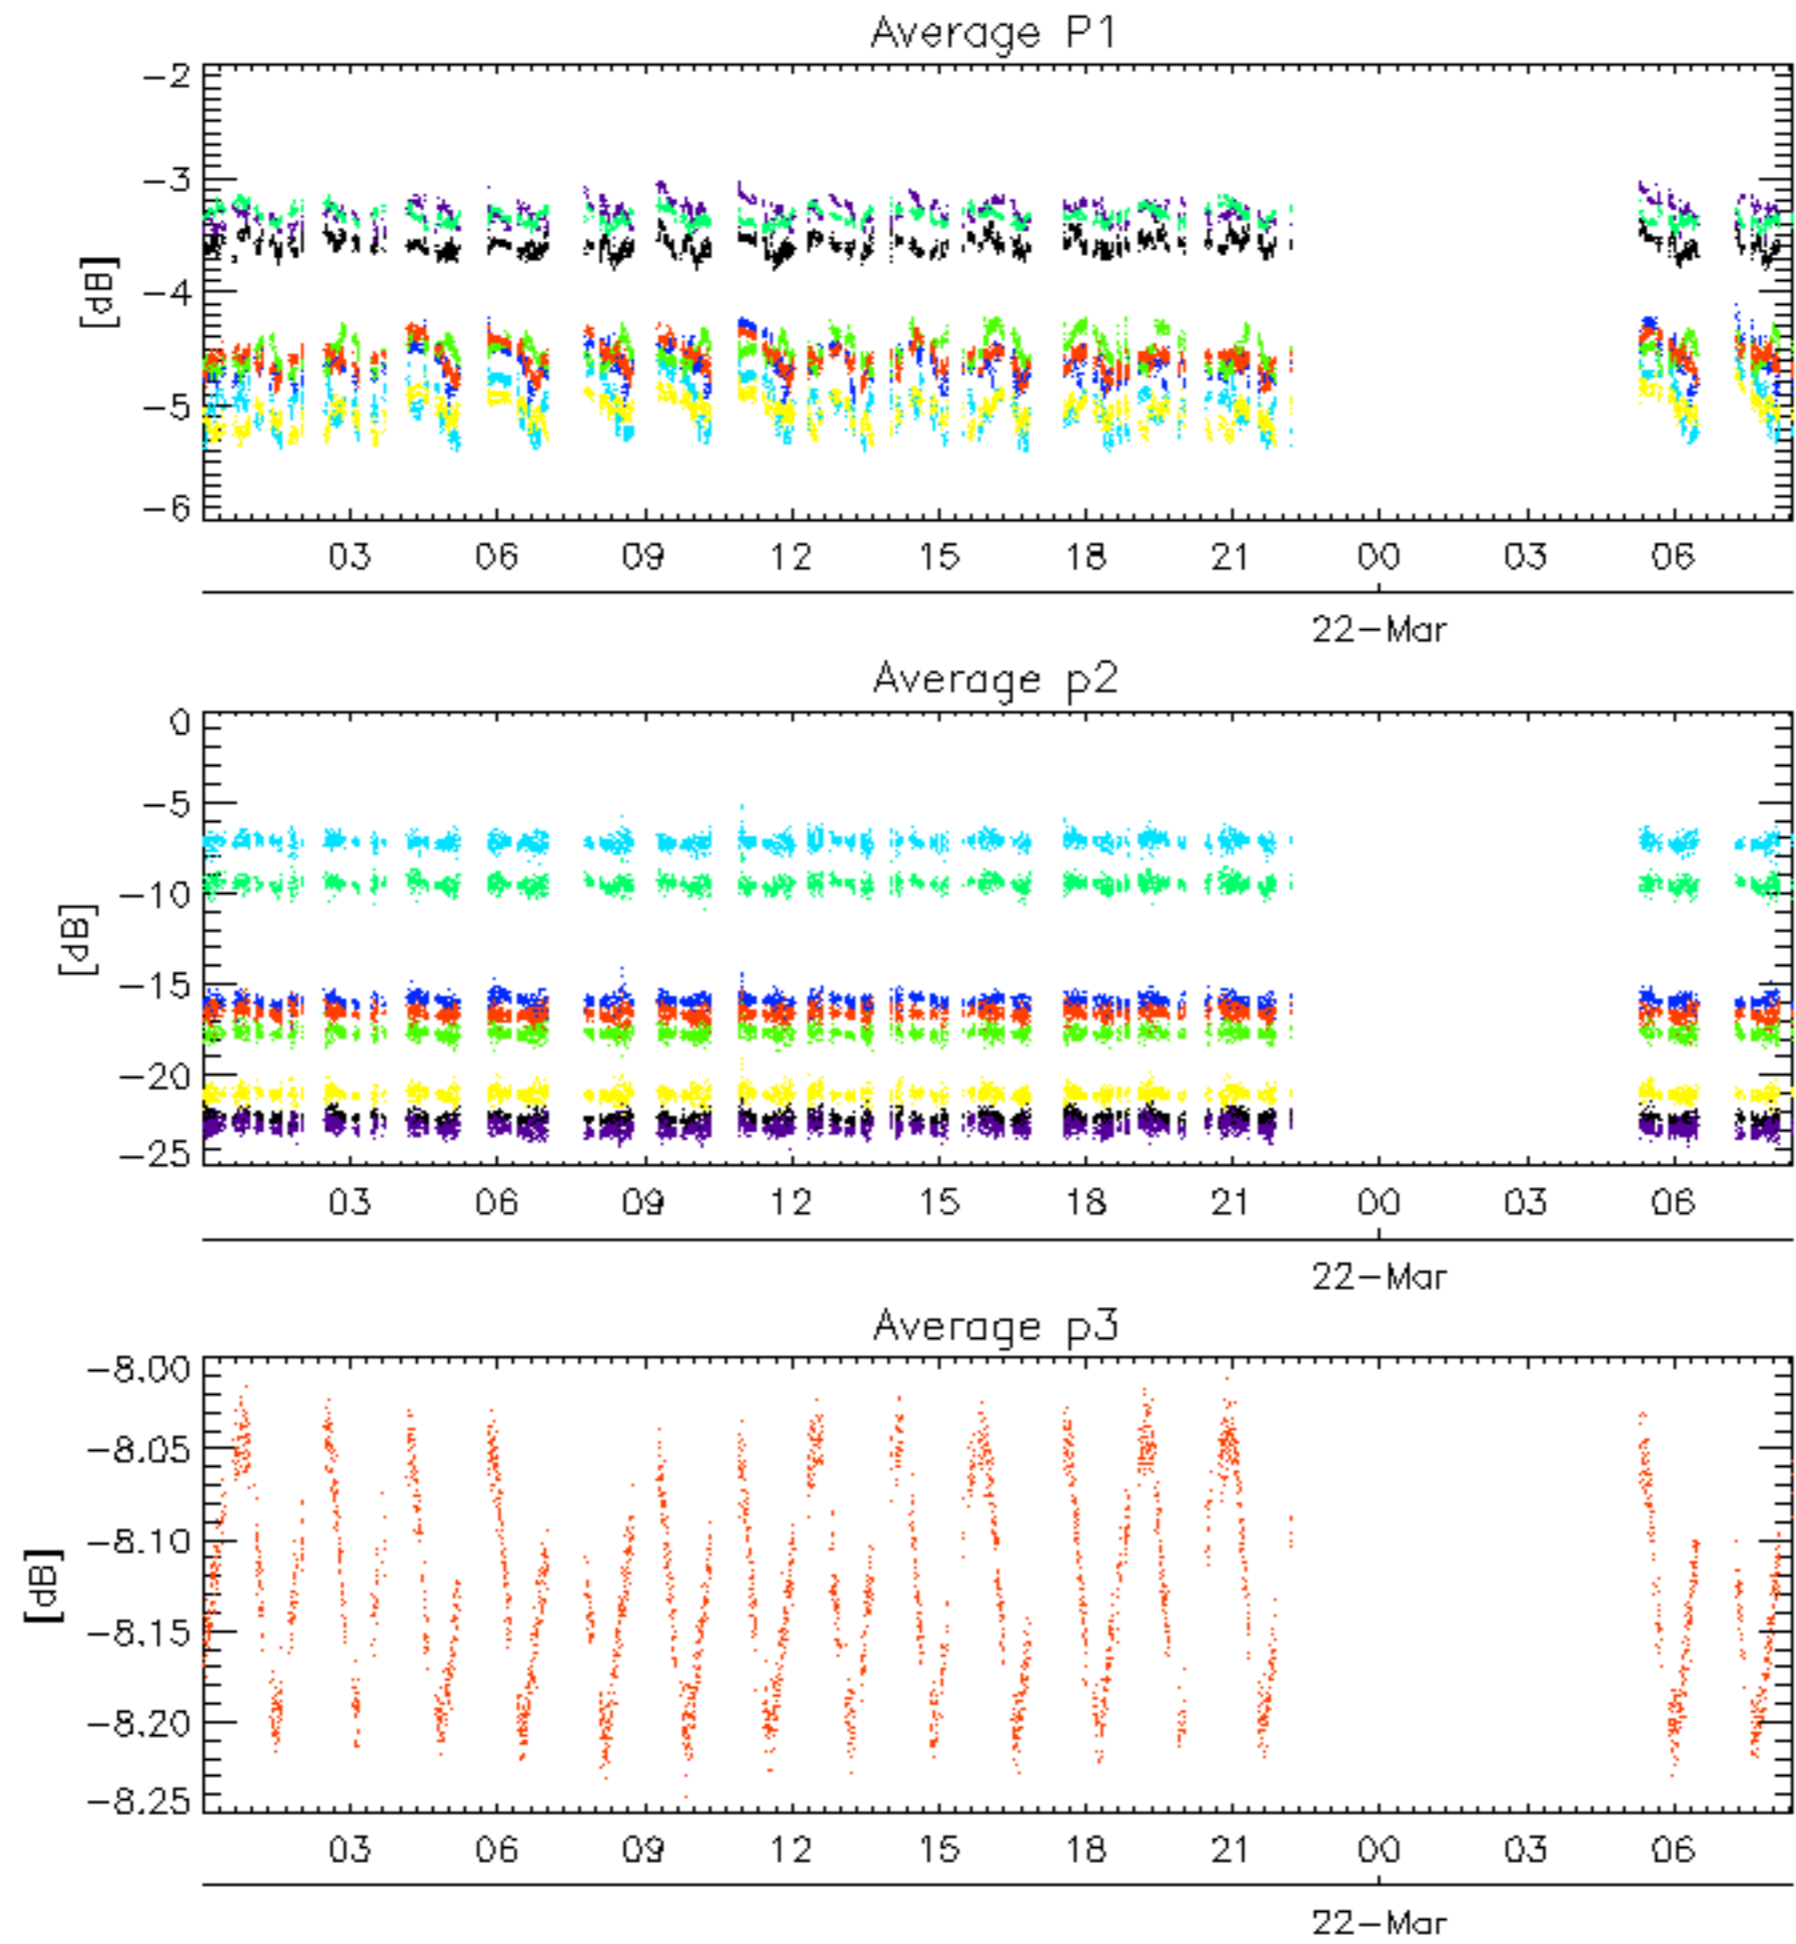 Average P1
-2
-3
-4
-5
-6
[dB]
03 06 09 12 15 18 21 00 03 06
22-Mar
Average p2
0
-5
-10
-15
-20
-25
[dB]
03 06 09 12 15 18 21 00 03 06
22-Mar
Average p3
-8.00
-8.05
-8.10
-8.15
-8.20
-8.25
[dB]
03 06 09 12 15 18 21 00 03 06
22-Mar